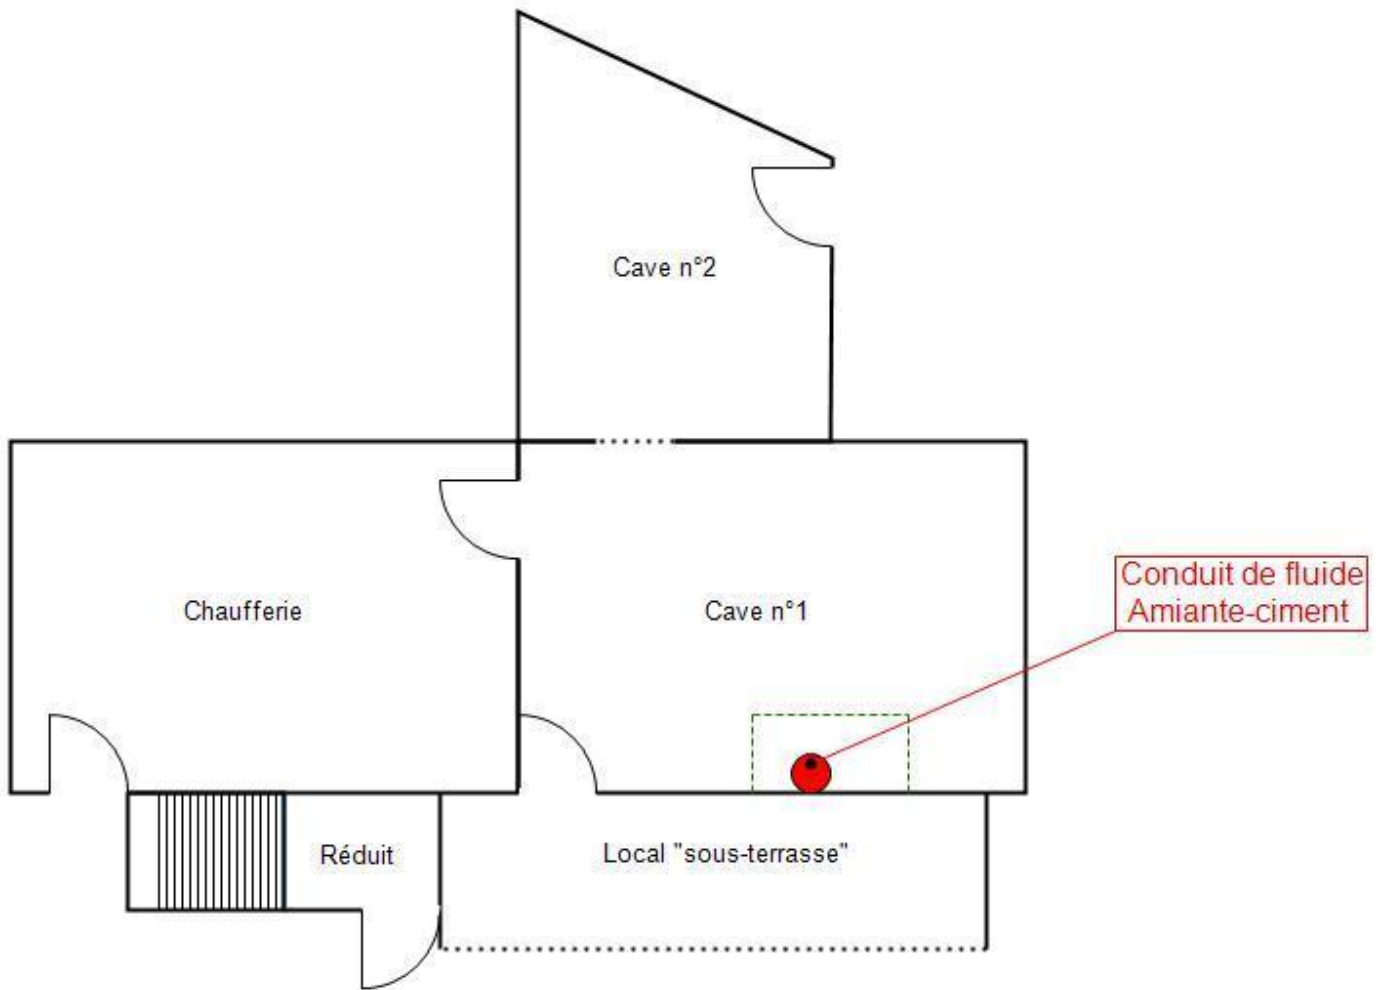 Cave n°2
Chaufferie
Cave n°1
Conduit de fluide
Amiante-ciment
Réduit
Local "sous-terrasse"